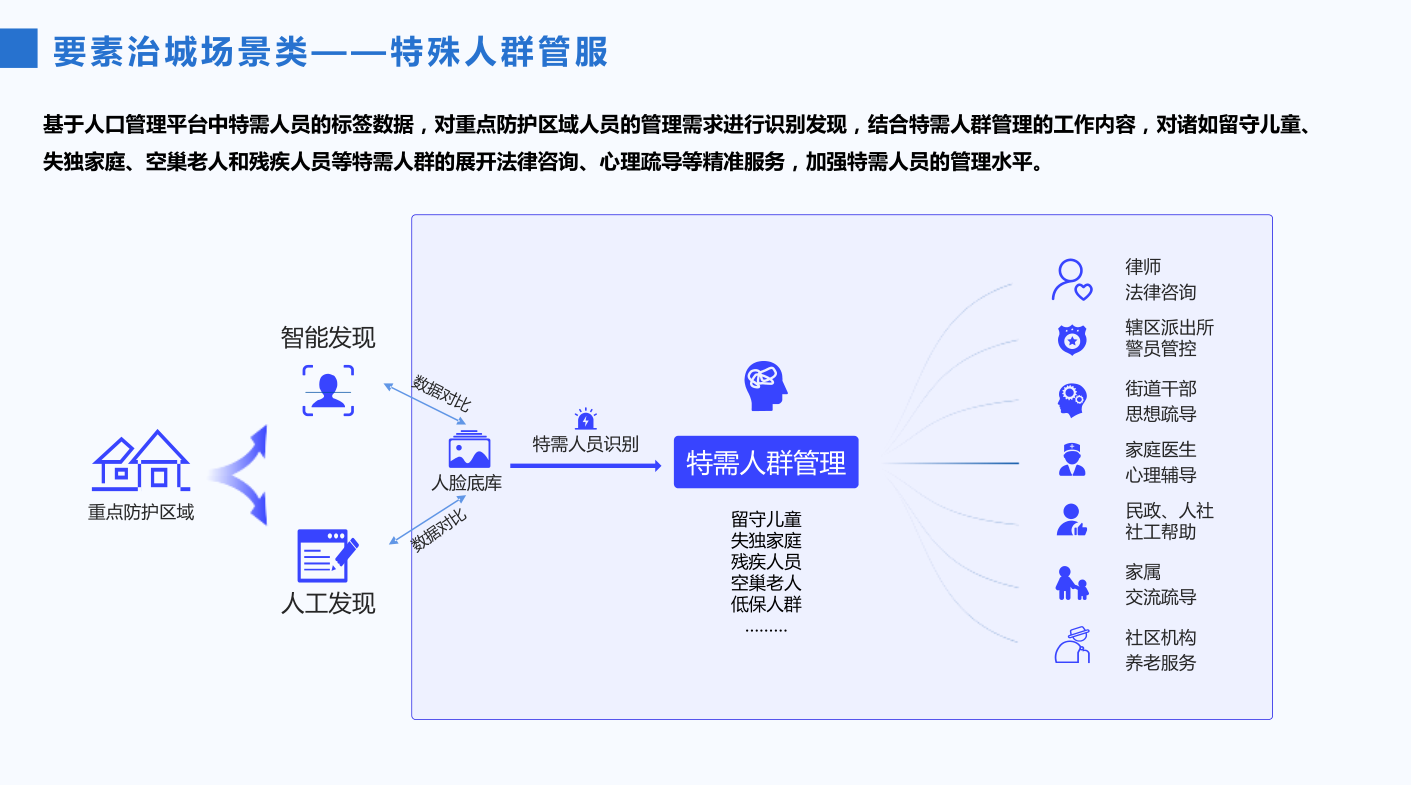 要素治城场景类——特殊人群管服
基于人口管理平台中特需人员的标签数据，对重点防护区域人员的管理需求进行识别发现，结合特需人群管理的工作内容，对诸如留守儿童、
失独家庭、空巢老人和残疾人员等特需人群的展开法律咨询、心理疏导等精准服务，加强特需人员的管理水平。
重点防护区域
智能发现
人工发现
数据对比
人脸底库
数据对比
特需人员识别
特需人群管理
留守儿童
失独家庭
残疾人员
空巢老人
低保人群
………
律师
法律咨询
辖区派出所
警员管控
街道干部
思想疏导
家庭医生
心理辅导
民政、人社
社工帮助
家属
交流疏导
社区机构
养老服务